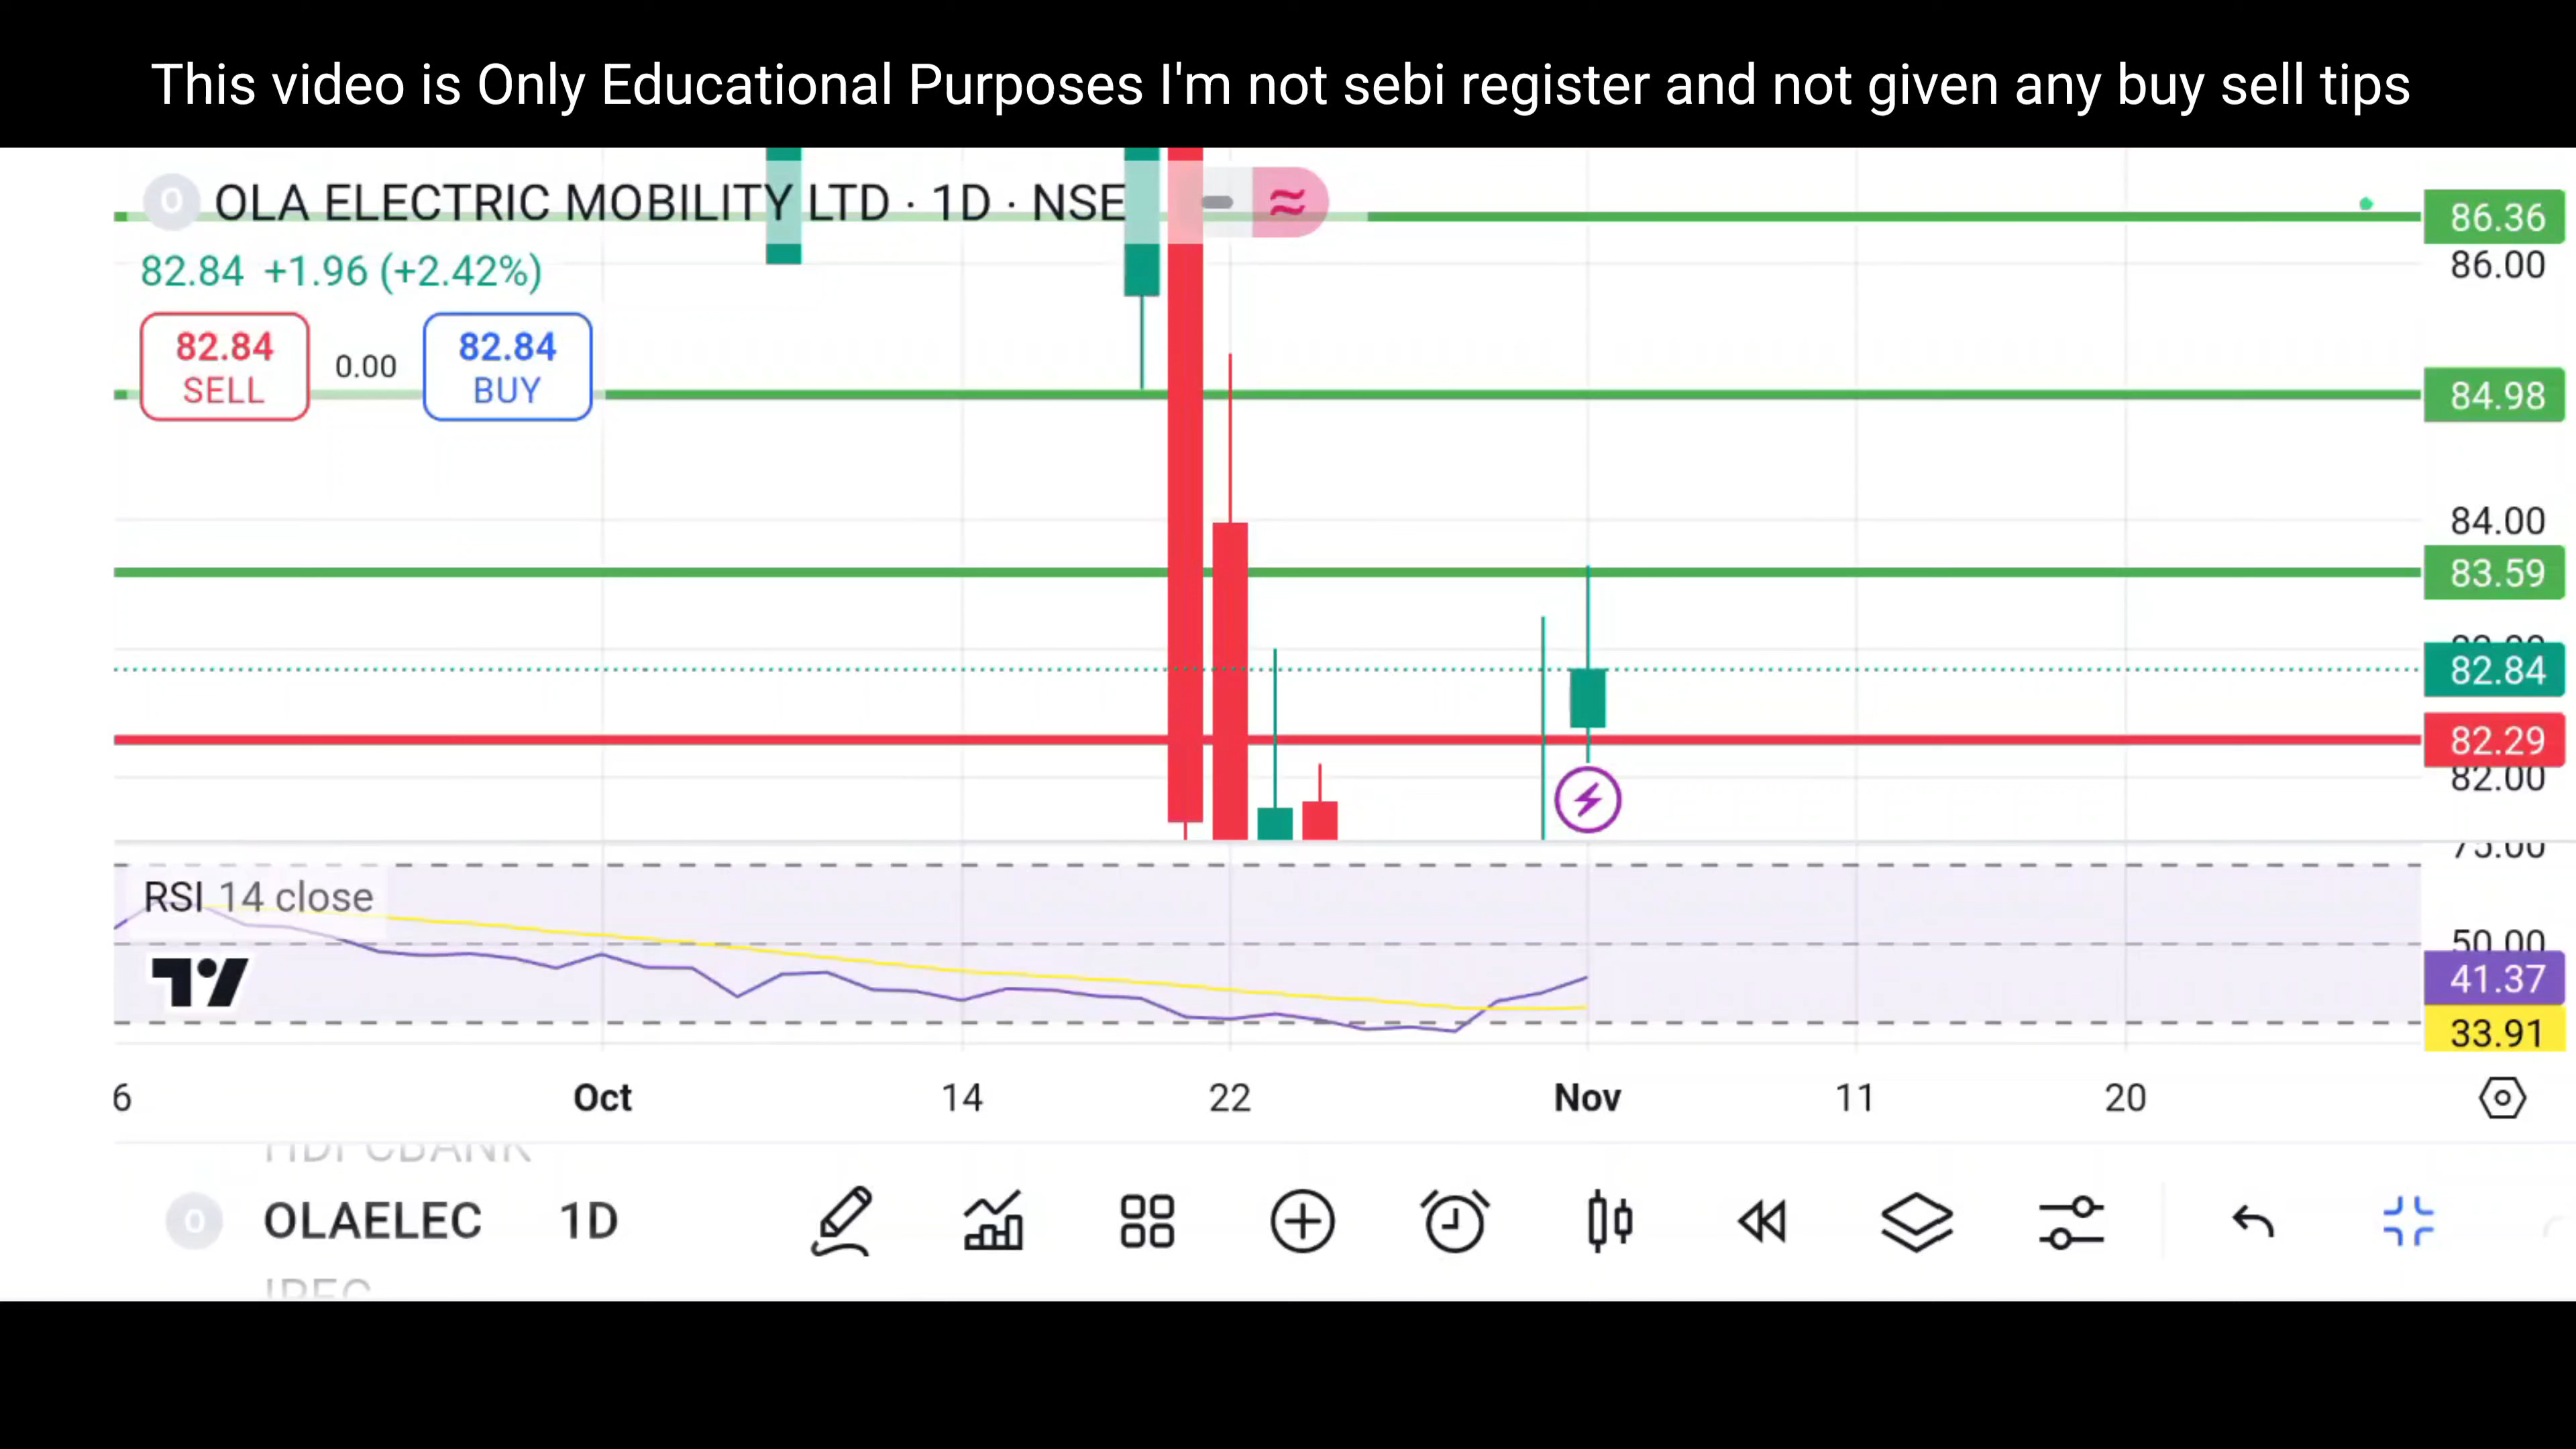 This video is Only Educational Purposes I'm not sebi register and not given any buy sell tips
O OLA ELECTRIC MOBILITY LTD · 1D · NSE
82.84 +1.96 (+2.42%)
82.84 SELL 0.00 82.84 BUY
86.36
86.00
84.98
84.00
83.59
82.84
82.29
82.00
RSI 14 close
75.00
50.00
41.37
33.91
6 Oct 14 22 Nov 11 20
HDFCBANK
O OLAELEC 1D